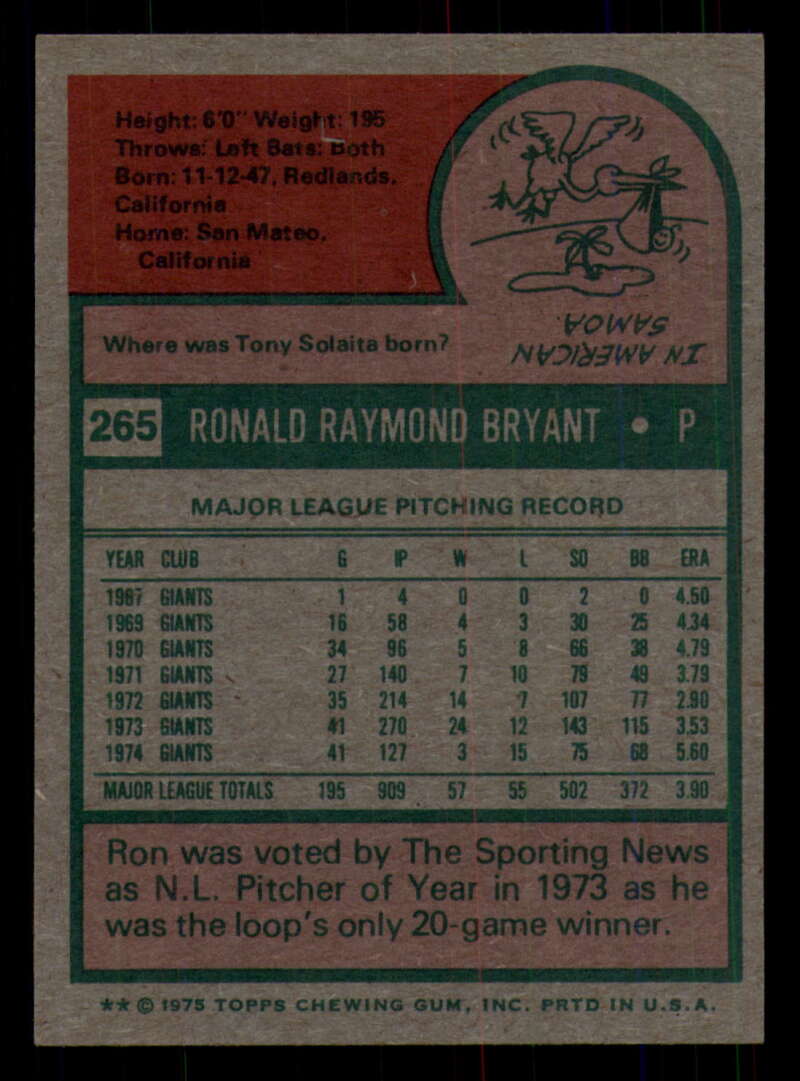 Height: 6'0" Weight: 195
Throws: Left Bats: Both
Born: 11-12-47, Redlands,
California
Home: San Mateo,
California
Where was Tony Solaita born?
IN AMERICAN
SAMOA.
265 RONALD RAYMOND BRYANT • P
MAJOR LEAGUE PITCHING RECORD
YEAR CLUB G IP W L SO BB ERA
1967 GIANTS 1 4 0 0 2 0 4.50
1969 GIANTS 16 58 4 3 30 25 4.34
1970 GIANTS 34 96 5 8 66 38 4.79
1971 GIANTS 27 140 7 10 79 49 3.79
1972 GIANTS 35 214 14 7 107 77 2.90
1973 GIANTS 41 270 24 12 143 115 3.53
1974 GIANTS 41 127 3 15 75 68 5.60
MAJOR LEAGUE TOTALS 195 909 57 55 502 372 3.90
Ron was voted by The Sporting News
as N.L. Pitcher of Year in 1973 as he
was the loop's only 20-game winner.
** © 1975 TOPPS CHEWING GUM, INC. PRTD IN U.S.A.